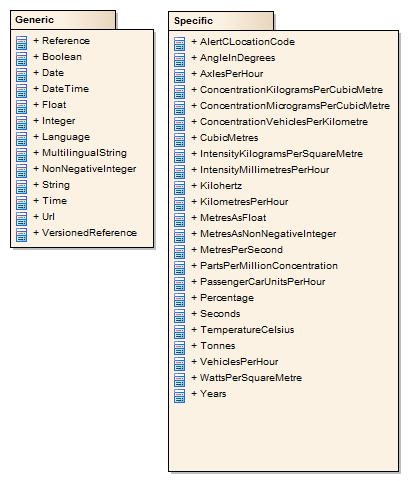 Generic
+ Reference
+ Boolean
+ Date
+ DateTime
+ Float
+ Integer
+ Language
+ MultilingualString
+ NonNegativeInteger
+ String
+ Time
+ Url
+ VersionedReference
Specific
+ AlertCLocationCode
+ AngleInDegrees
+ AxlesPerHour
+ ConcentrationKilogramsPerCubicMetre
+ ConcentrationMicrogramsPerCubicMetre
+ ConcentrationVehiclesPerKilometre
+ CubicMetres
+ IntensityKilogramsPerSquareMetre
+ IntensityMillimetresPerHour
+ Kilohertz
+ KilometresPerHour
+ MetresAsFloat
+ MetresAsNonNegativeInteger
+ MetresPerSecond
+ PartsPerMillionConcentration
+ PassengerCarUnitsPerHour
+ Percentage
+ Seconds
+ TemperatureCelsius
+ Tonnes
+ VehiclesPerHour
+ WattsPerSquareMetre
+ Years